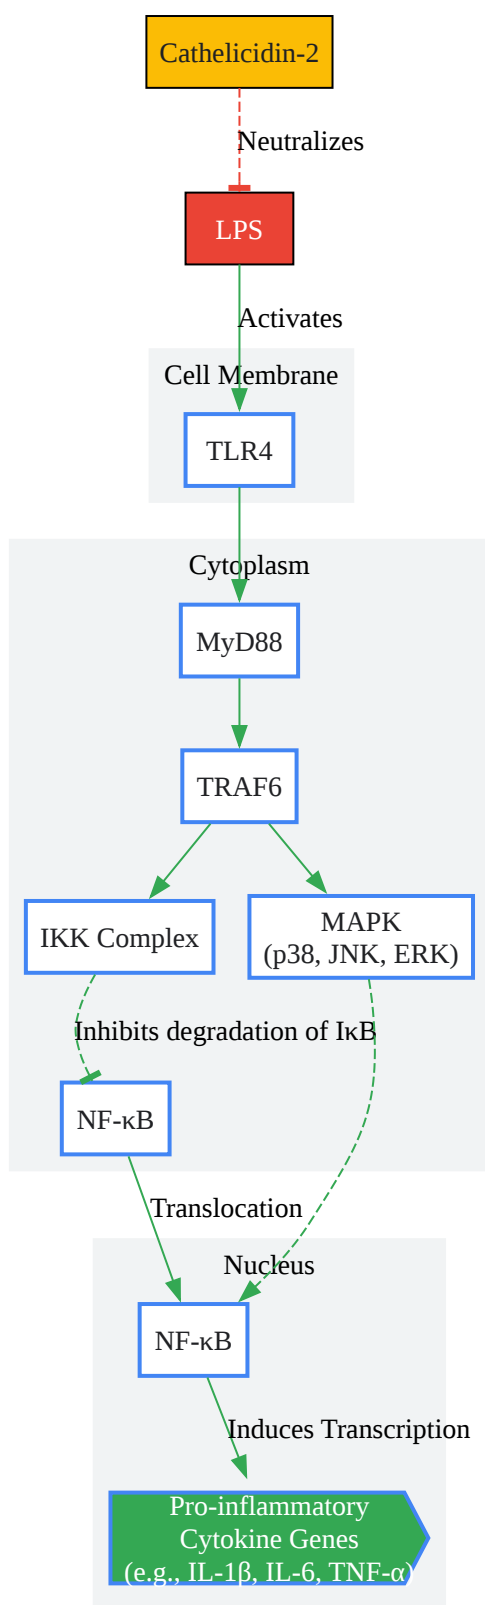 Cathelicidin-2
Neutralizes
LPS
Activates
Cell Membrane
TLR4
Cytoplasm
MyD88
TRAF6
IKK Complex
MAPK
(p38, JNK, ERK)
Inhibits degradation of IκB
NF-κB
Translocation
Nucleus
NF-κB
Induces Transcription
Pro-inflammatory
Cytokine Genes
(e.g., IL-1β, IL-6, TNF-α)